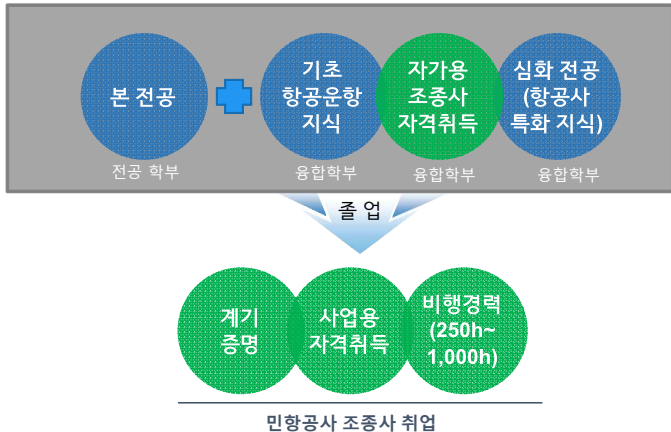 본 전공
기초
항공운항
지식
자가용
조종사
자격취득
심화 전공
(항공사
특화 지식)
전공 학부
융합학부
융합학부
융합학부
졸 업
계기
증명
사업용
자격취득
비행경력
(250h~
1,000h)
민항공사 조종사 취업